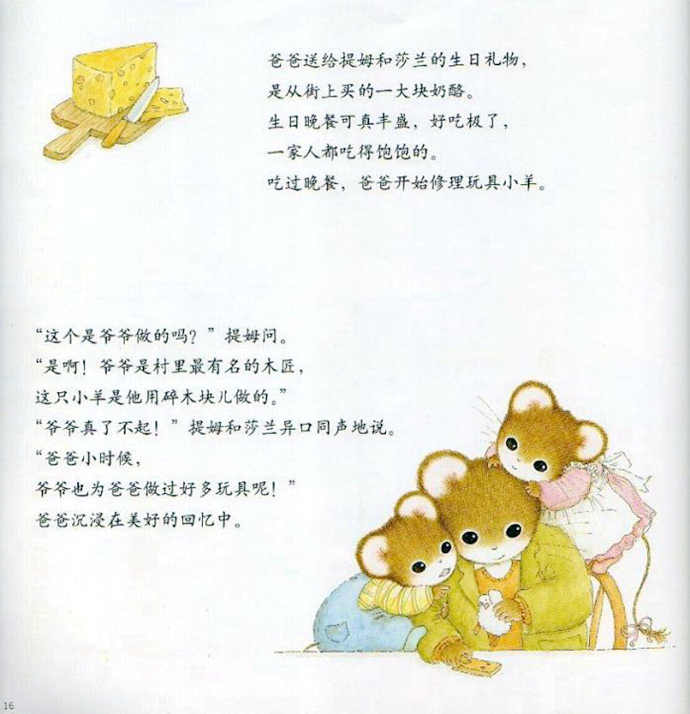 爸爸送给提姆和莎兰的生日礼物，
是从街上买的一大块奶酪。
生日晚餐可真丰盛，好吃极了，
一家人都吃得饱饱的。
吃过晚餐，爸爸开始修理玩具小羊。
“这个是爷爷做的吗？”提姆问。
“是啊！爷爷是村里最有名的木匠，
这只小羊是他用碎木块儿做的。”
“爷爷真了不起！”提姆和莎兰异口同声地说。
“爸爸小时候，
爷爷也为爸爸做过好多玩具呢！”
爸爸沉浸在美好的回忆中。
16